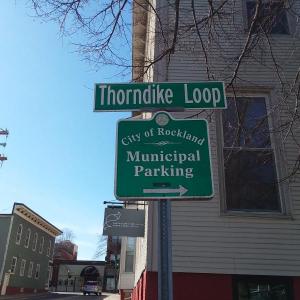 Thorndike Loop
City of Rockland
Municipal
Parking